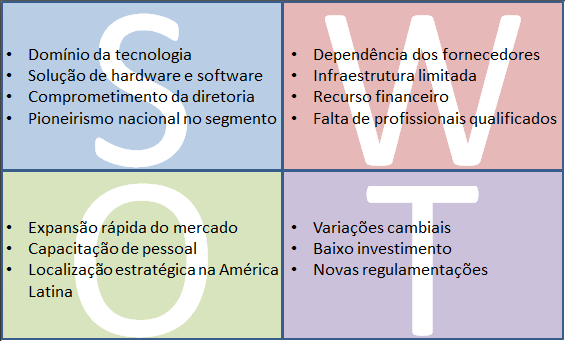 S
• Domínio da tecnologia
• Solução de hardware e software
• Comprometimento da diretoria
• Pioneirismo nacional no segmento
W
• Dependência dos fornecedores
• Infraestrutura limitada
• Recurso financeiro
• Falta de profissionais qualificados
O
• Expansão rápida do mercado
• Capacitação de pessoal
• Localização estratégica na América
Latina
T
• Variações cambiais
• Baixo investimento
• Novas regulamentações